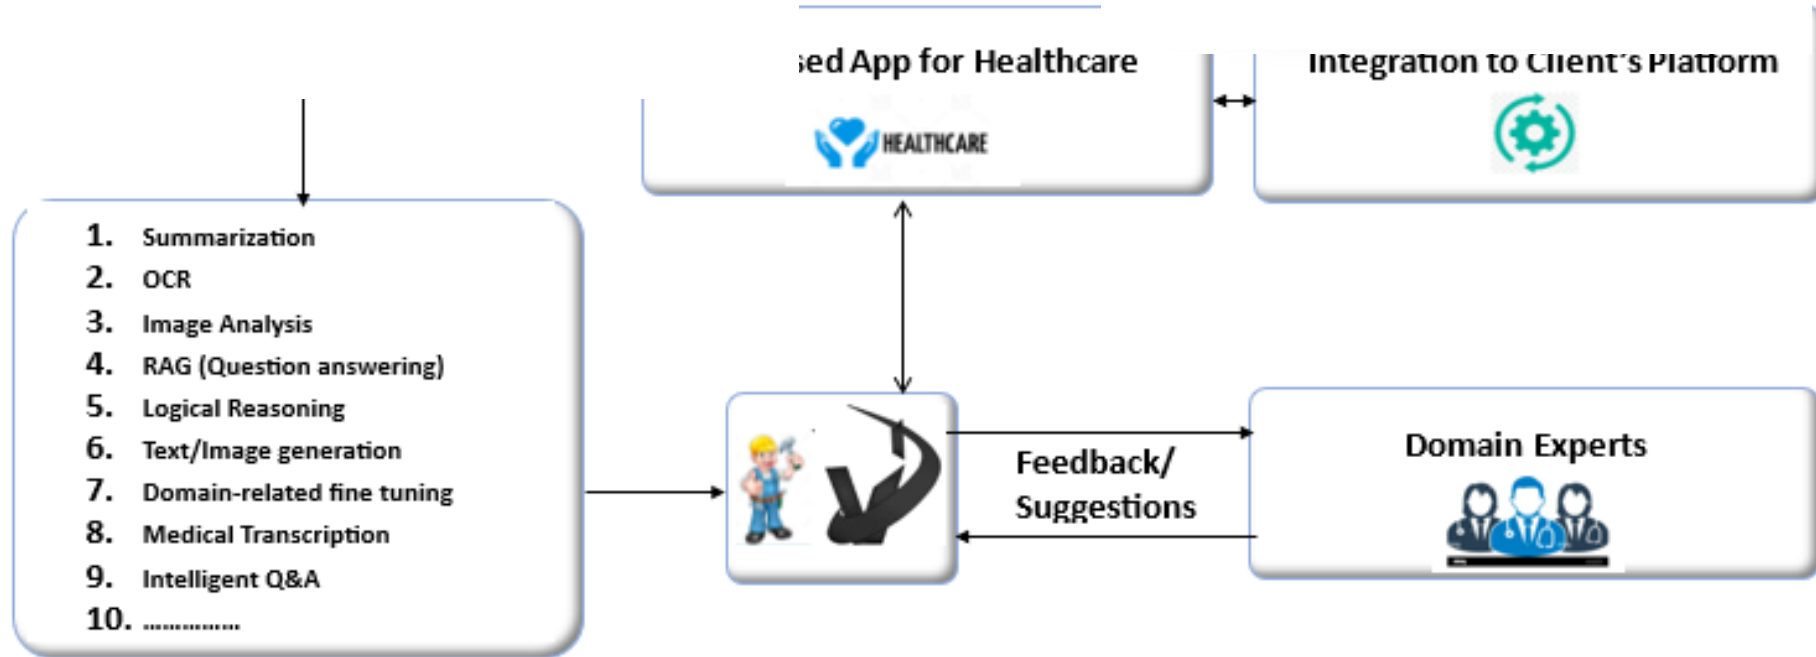 sed App for Healthcare
Integration to Client's Platform
HEALTHCARE
1. Summarization
2. OCR
3. Image Analysis
4. RAG (Question answering)
5. Logical Reasoning
6. Text/Image generation
7. Domain-related fine tuning
8. Medical Transcription
9. Intelligent Q&A
10. ...............
Feedback/
Suggestions
Domain Experts